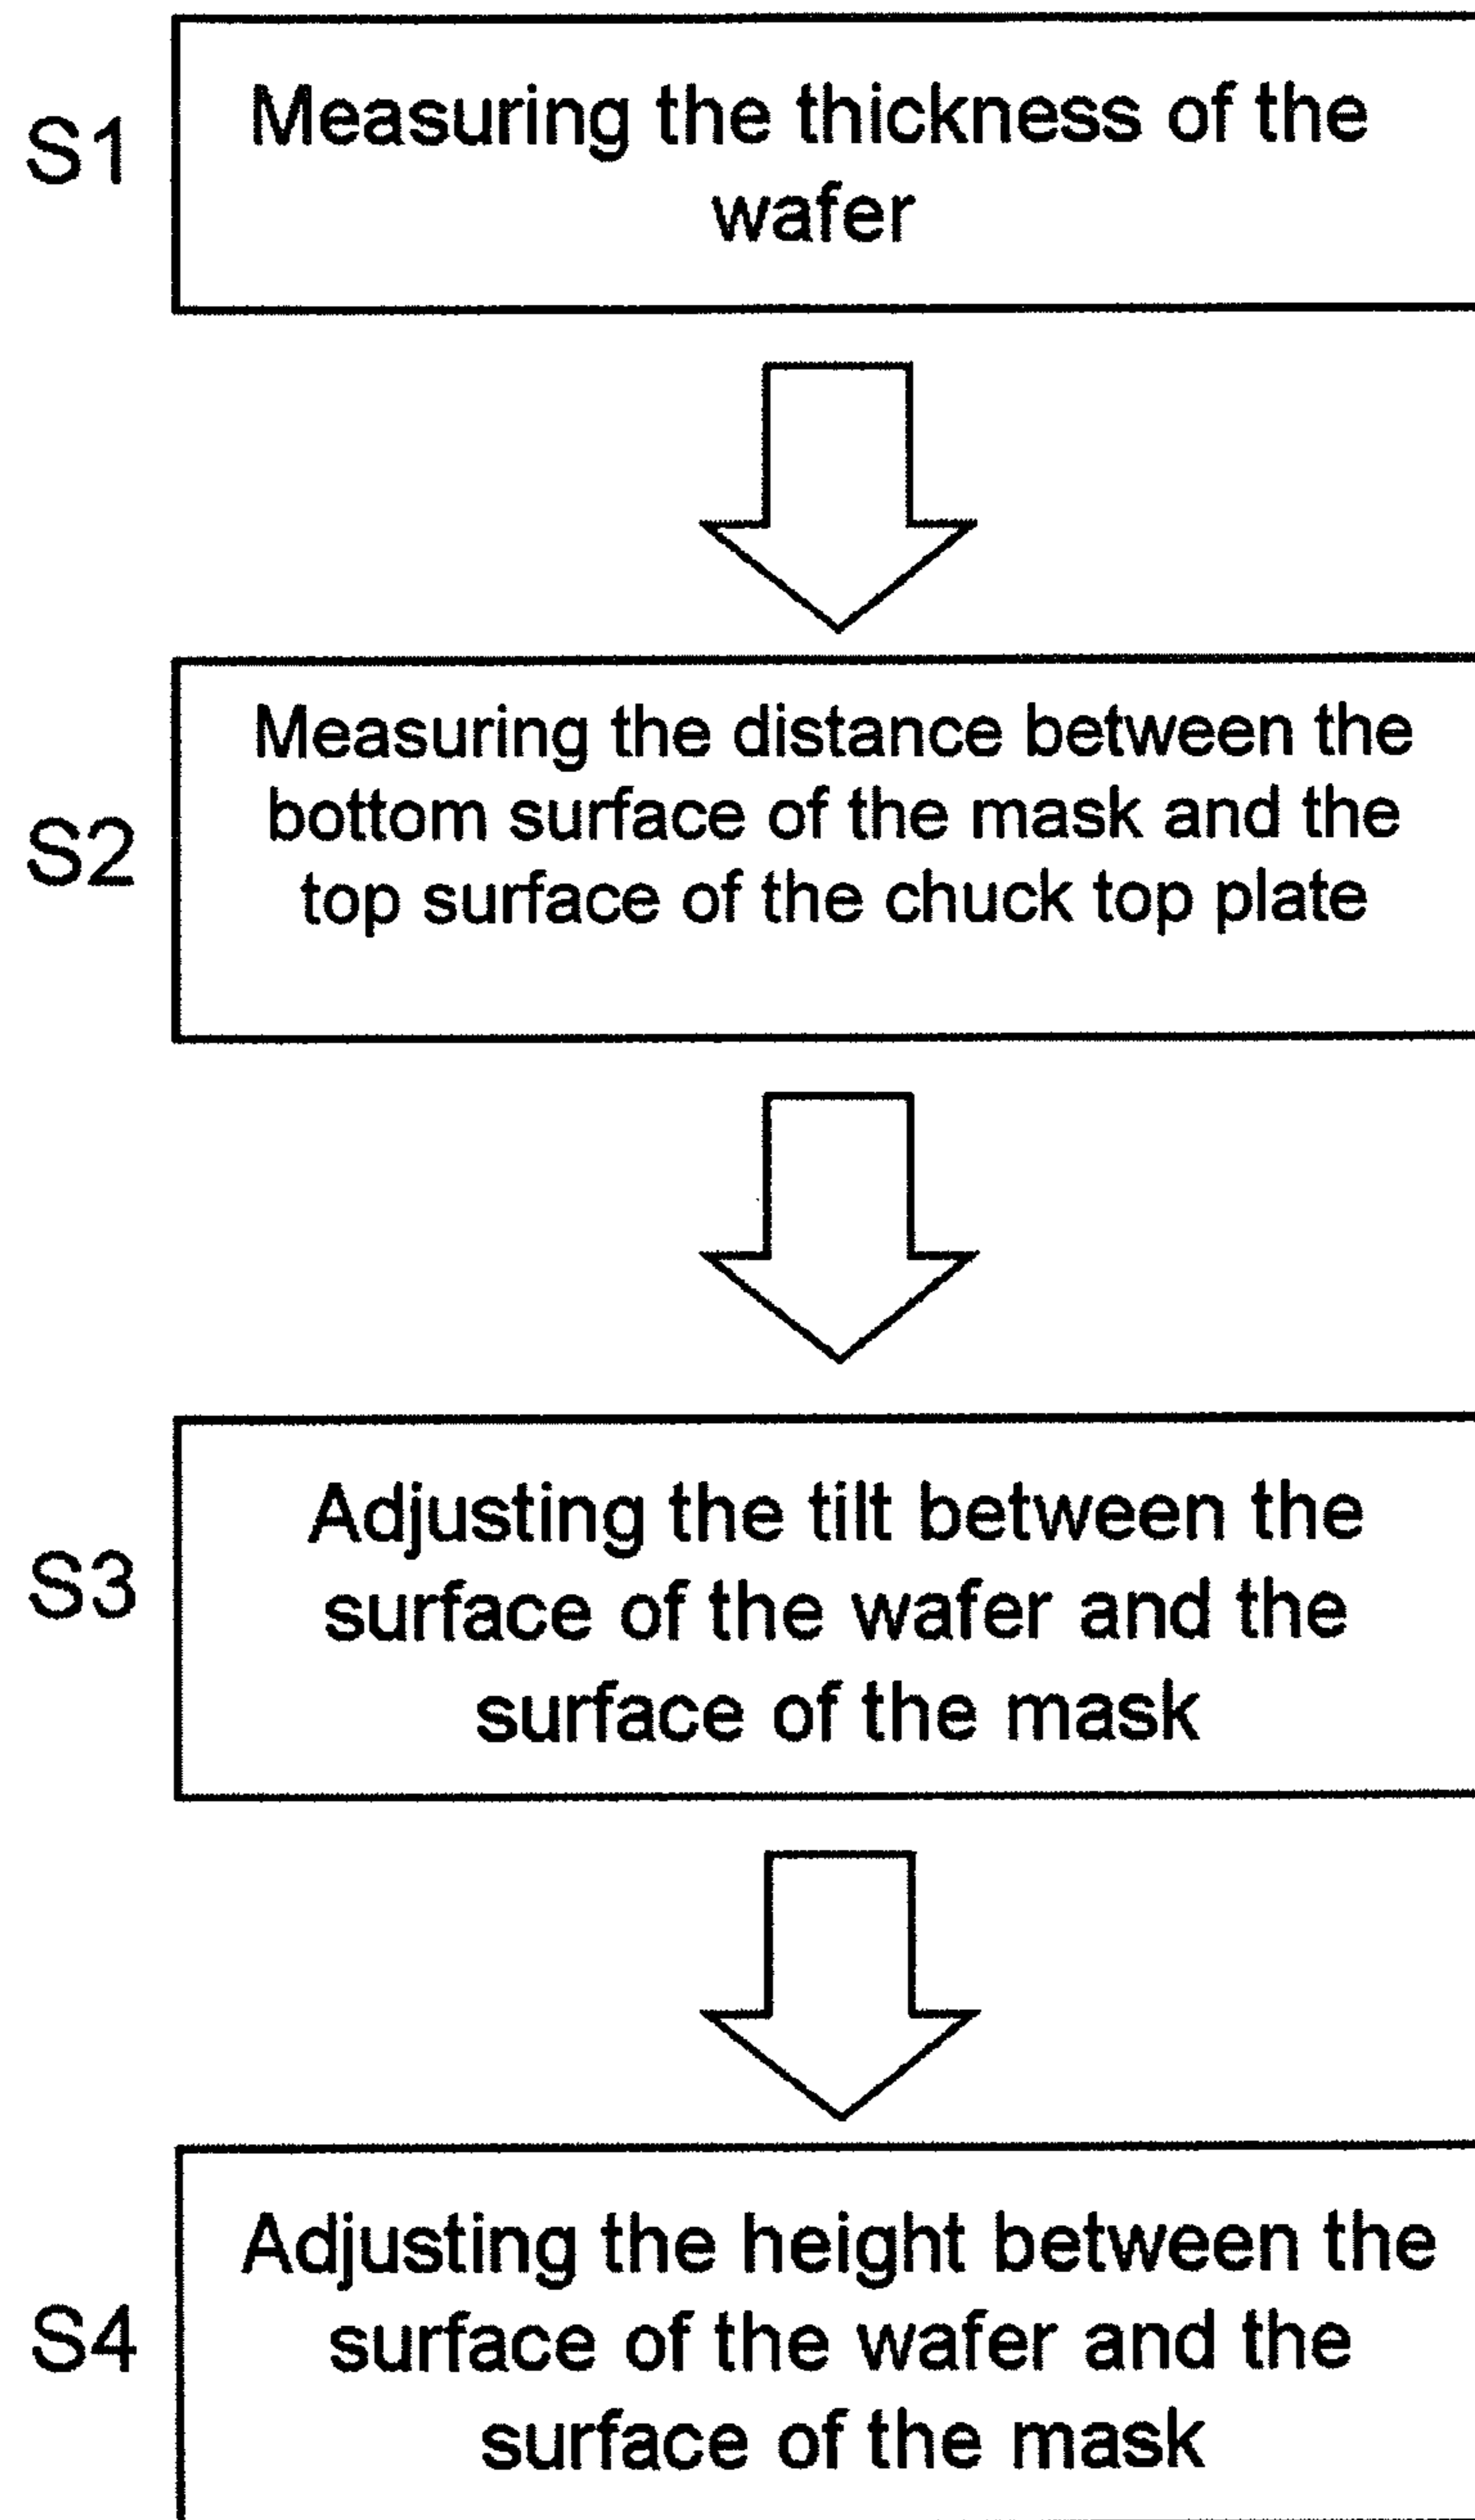 S1
Measuring the thickness of the
wafer
S2
Measuring the distance between the
bottom surface of the mask and the
top surface of the chuck top plate
S3
Adjusting the tilt between the
surface of the wafer and the
surface of the mask
S4
Adjusting the height between the
surface of the wafer and the
surface of the mask